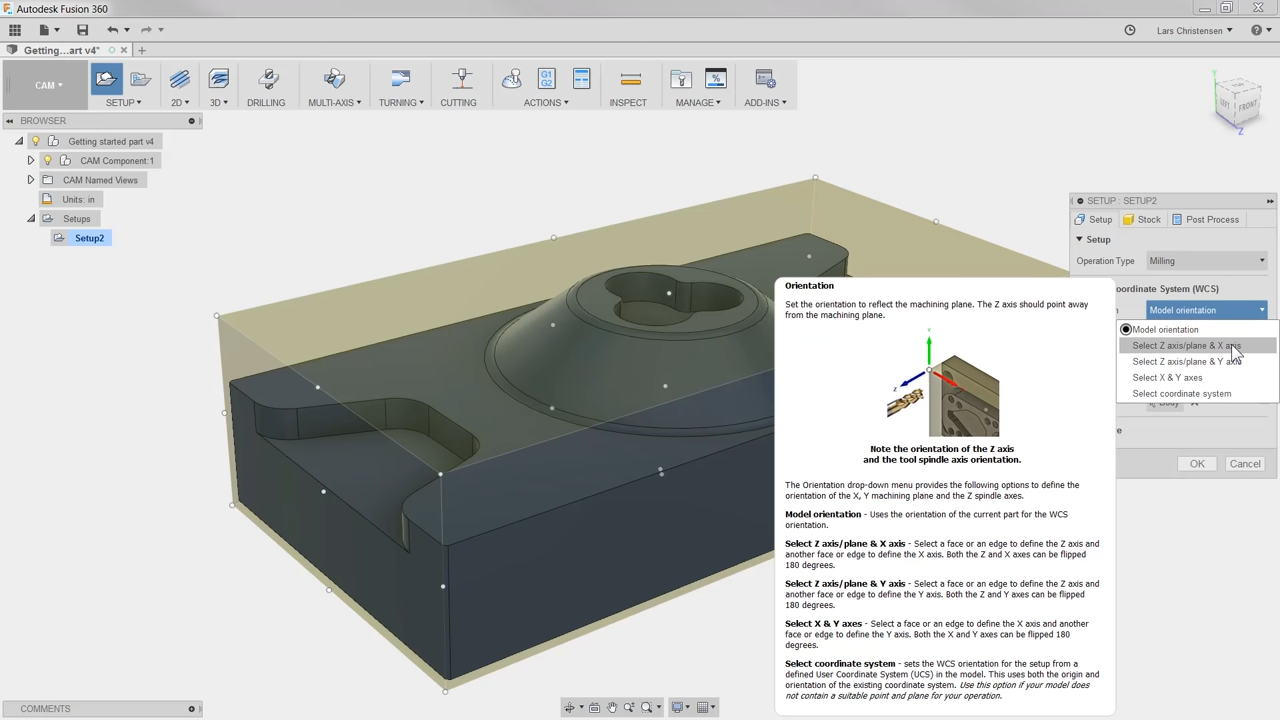 Autodesk Fusion 360
Lars Christensen
Getting...art v4*
CAM
SETUP
2D
3D
DRILLING
MULTI-AXIS
TURNING
CUTTING
G1
G2
ACTIONS
INSPECT
MANAGE
ADD-INS
BROWSER
Getting started part v4
CAM Component:1
CAM Named Views
Units: in
Setups
Setup2
LEFT
FRONT
Y
Z
SETUP : SETUP2
Setup
Stock
Post Process
Setup
Operation Type
Milling
oordinate System (WCS)
Model orientation
Model orientation
Select Z axis/plane & X axis
Select Z axis/plane & Y axis
Select X & Y axes
Select coordinate system
Body
OK
Cancel
Orientation
Set the orientation to reflect the machining plane. The Z axis should point away
from the machining plane.
Y
Z
Note the orientation of the Z axis
and the tool spindle axis orientation.
The Orientation drop-down menu provides the following options to define the
orientation of the X, Y machining plane and the Z spindle axes.
Model orientation - Uses the orientation of the current part for the WCS
orientation.
Select Z axis/plane & X axis - Select a face or an edge to define the Z axis and
another face or edge to define the X axis. Both the Z and X axes can be flipped
180 degrees.
Select Z axis/plane & Y axis - Select a face or an edge to define the Z axis and
another face or edge to define the Y axis. Both the Z and Y axes can be flipped
180 degrees.
Select X & Y axes - Select a face or an edge to define the X axis and another
face or edge to define the Y axis. Both the X and Y axes can be flipped 180
degrees.
Select coordinate system - sets the WCS orientation for the setup from a
defined User Coordinate System (UCS) in the model. This uses both the origin and
orientation of the existing coordinate system. Use this option if your model does
not contain a suitable point and plane for your operation.
COMMENTS